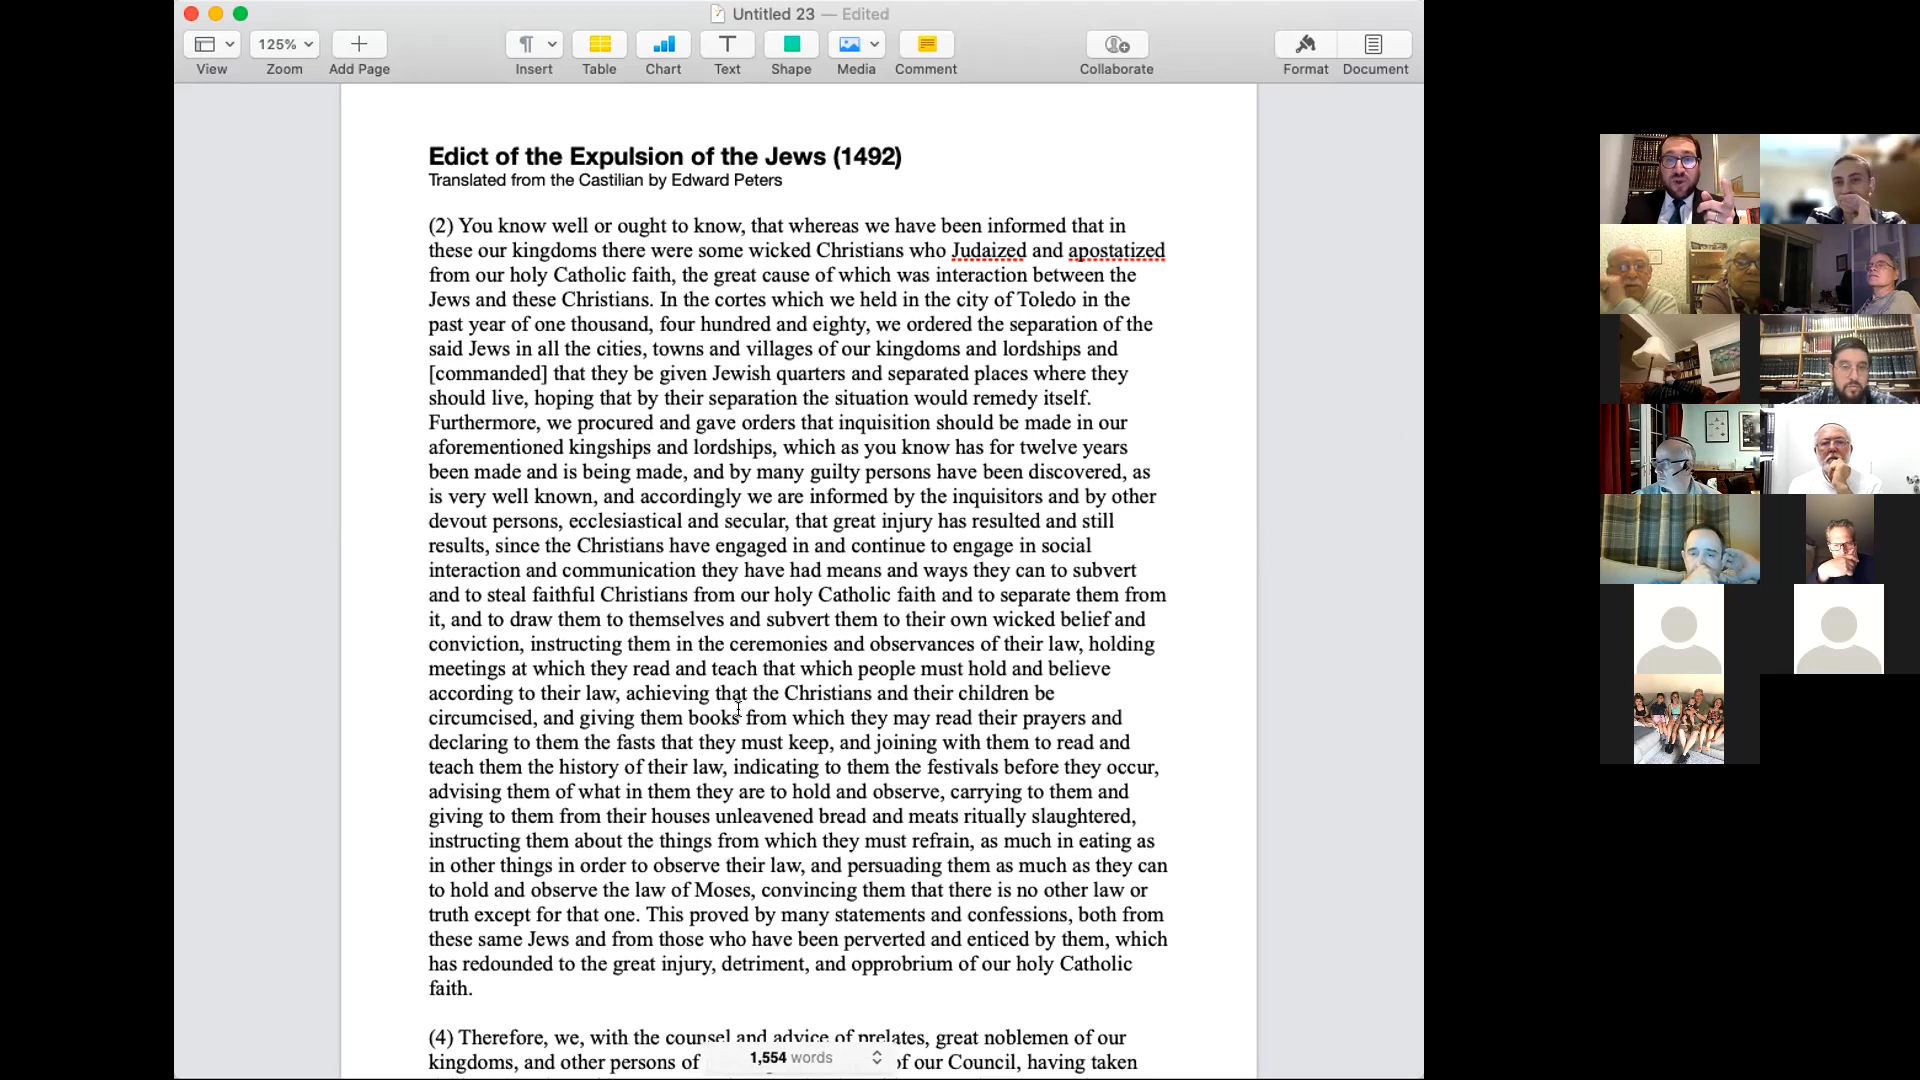 Untitled 23 — Edited
125%
View Zoom Add Page Insert Table Chart Text Shape Media Comment Collaborate Format Document
Edict of the Expulsion of the Jews (1492)
Translated from the Castilian by Edward Peters
(2) You know well or ought to know, that whereas we have been informed that in
these our kingdoms there were some wicked Christians who Judaized and apostatized
from our holy Catholic faith, the great cause of which was interaction between the
Jews and these Christians. In the cortes which we held in the city of Toledo in the
past year of one thousand, four hundred and eighty, we ordered the separation of the
said Jews in all the cities, towns and villages of our kingdoms and lordships and
[commanded] that they be given Jewish quarters and separated places where they
should live, hoping that by their separation the situation would remedy itself.
Furthermore, we procured and gave orders that inquisition should be made in our
aforementioned kingships and lordships, which as you know has for twelve years
been made and is being made, and by many guilty persons have been discovered, as
is very well known, and accordingly we are informed by the inquisitors and by other
devout persons, ecclesiastical and secular, that great injury has resulted and still
results, since the Christians have engaged in and continue to engage in social
interaction and communication they have had means and ways they can to subvert
and to steal faithful Christians from our holy Catholic faith and to separate them from
it, and to draw them to themselves and subvert them to their own wicked belief and
conviction, instructing them in the ceremonies and observances of their law, holding
meetings at which they read and teach that which people must hold and believe
according to their law, achieving that the Christians and their children be
circumcised, and giving them books from which they may read their prayers and
declaring to them the fasts that they must keep, and joining with them to read and
teach them the history of their law, indicating to them the festivals before they occur,
advising them of what in them they are to hold and observe, carrying to them and
giving to them from their houses unleavened bread and meats ritually slaughtered,
instructing them about the things from which they must refrain, as much in eating as
in other things in order to observe their law, and persuading them as much as they can
to hold and observe the law of Moses, convincing them that there is no other law or
truth except for that one. This proved by many statements and confessions, both from
these same Jews and from those who have been perverted and enticed by them, which
has redounded to the great injury, detriment, and opprobrium of our holy Catholic
faith.
(4) Therefore, we, with the counsel and advice of prelates, great noblemen of our
kingdoms, and other persons of of our Council, having taken
1,554 words